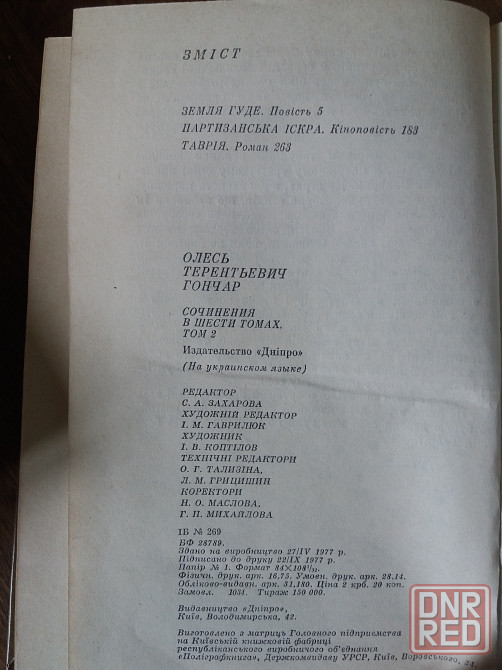 ЗМІСТ
ЗЕМЛЯ ГУДЕ. Повість 5
ПАРТИЗАНСЬКА ІСКРА. Кіноповість 183
ТАВРІЯ. Роман 263
ОЛЕСЬ
ТЕРЕНТЬЕВИЧ
ГОНЧАР
СОЧИНЕНИЯ
В ШЕСТИ ТОМАХ.
ТОМ 2
Издательство «Дніпро»
(На украинском языке)
РЕДАКТОР
С. А. ЗАХАРОВА
ХУДОЖНІЙ РЕДАКТОР
І. М. ГАВРИЛЮК
ХУДОЖНИК
І. В. КОПТІЛОВ
ТЕХНІЧНІ РЕДАКТОРИ
О. Г. ТАЛИЗІНА,
Л. М. ГРИЦИШИН
КОРЕКТОРИ
Н. О. МАСЛОВА,
Г. П. МИХАЙЛОВА
ІБ № 269
БФ 28789.
Здано на виробництво 27/IV 1977 р.
Підписано до друку 22/IX 1977 р.
Папір № 1. Формат 84×108¹/₃₂.
Фізичн. друк. арк. 16,75. Умовн. друк. арк. 28,14.
Обліково-видавн. арк. 31,180. Ціна 2 крб. 20 коп.
Замовл. 1034. Тираж 150 000.
Видавництво «Дніпро»,
Київ, Володимирська, 42.
Виготовлено з матриць Головного підприємства
на Київській книжковій фабриці
республіканського виробничого об'єднання
«Поліграфкнига», Держкомвидаву УРСР, Київ, Воровського, 24.
DNR
RED